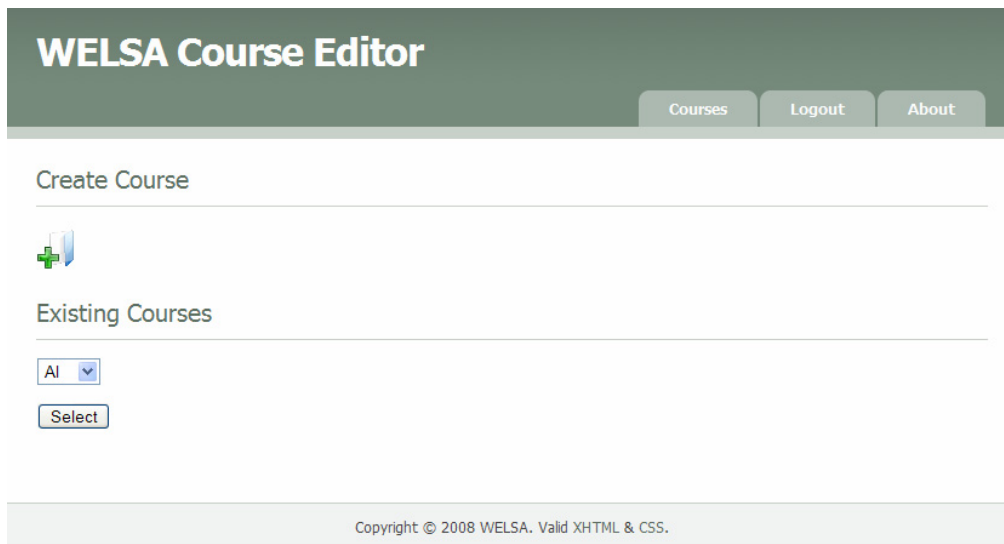 WELSA Course Editor
Courses Logout About
Create Course
Existing Courses
AI
Select
Copyright © 2008 WELSA. Valid XHTML & CSS.